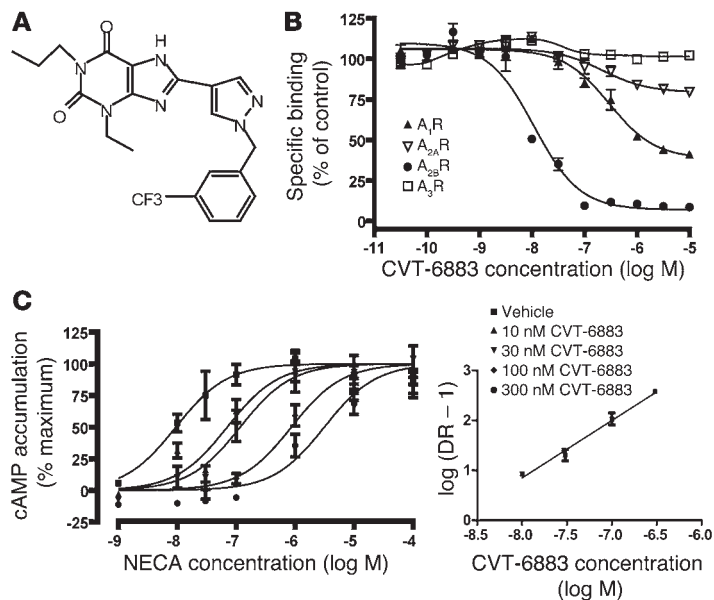 A
O
H
N
N
N
O
N
N
N
N
CF3
B
Specific binding
(% of control)
125
100
75
50
25
0
A1R
A2AR
A2BR
A3R
-11 -10 -9 -8 -7 -6 -5
CVT-6883 concentration (log M)
C
cAMP accumulation
(% maximum)
125
100
75
50
25
0
-25
-9 -8 -7 -6 -5 -4
NECA concentration (log M)
Vehicle
10 nM CVT-6883
30 nM CVT-6883
100 nM CVT-6883
300 nM CVT-6883
log (DR – 1)
3
2
1
0
-8.5 -8.0 -7.5 -7.0 -6.5 -6.0
CVT-6883 concentration
(log M)